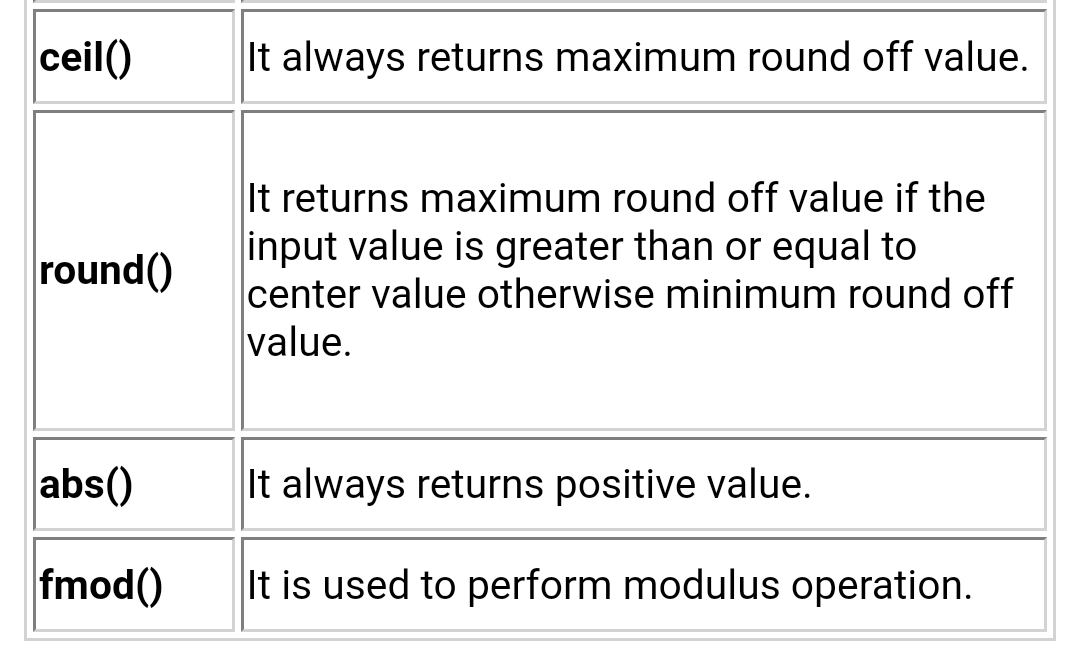 ceil()
It always returns maximum round off value.
round()
It returns maximum round off value if the
input value is greater than or equal to
center value otherwise minimum round off
value.
abs()
It always returns positive value.
fmod()
It is used to perform modulus operation.